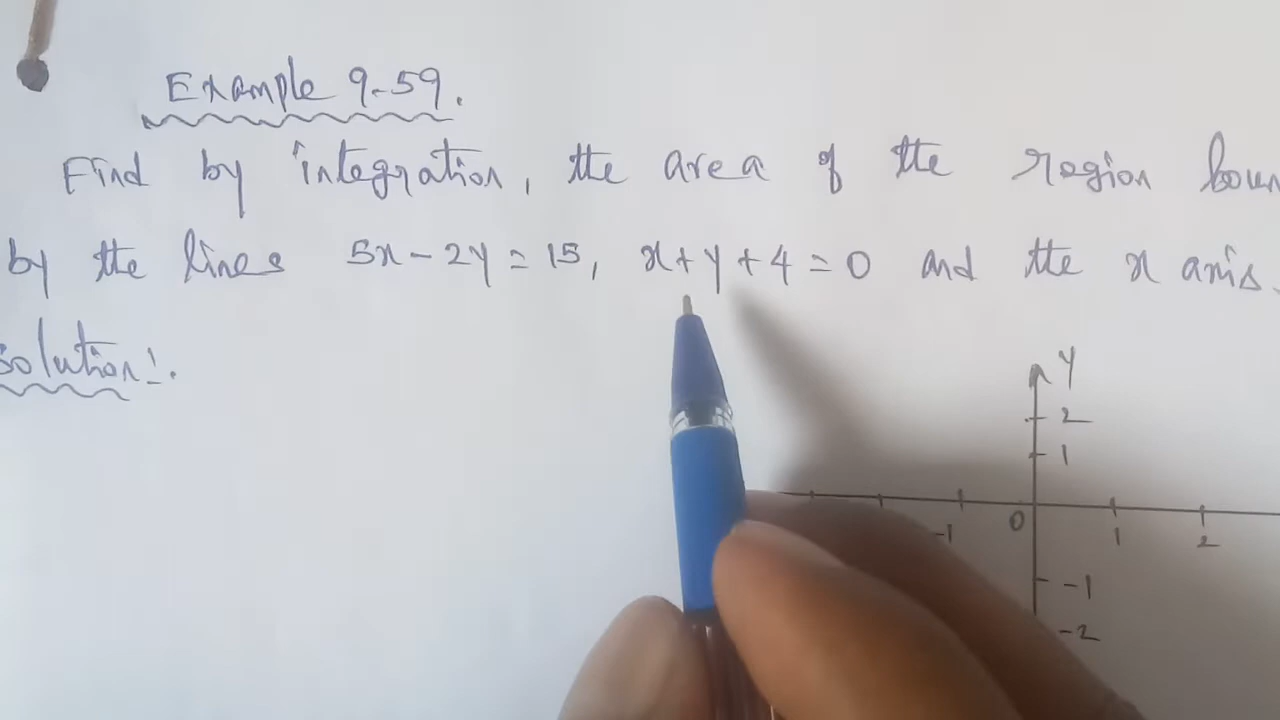 Example 9.59.
Find by integration, the area of the region boun
by the lines 5x - 2y = 15, x + y + 4 = 0 and the x axis.
Solution:.
y
2
1
-1 0 1 2
-1
-2